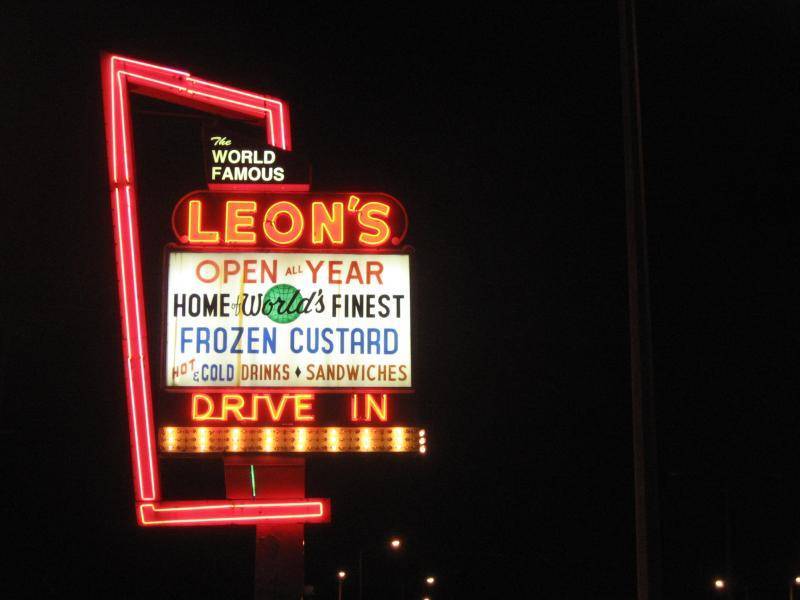 The
WORLD
FAMOUS
LEON'S
OPEN ALL YEAR
HOME of World's FINEST
FROZEN CUSTARD
HOT & COLD DRINKS ♦ SANDWICHES
DRIVE IN